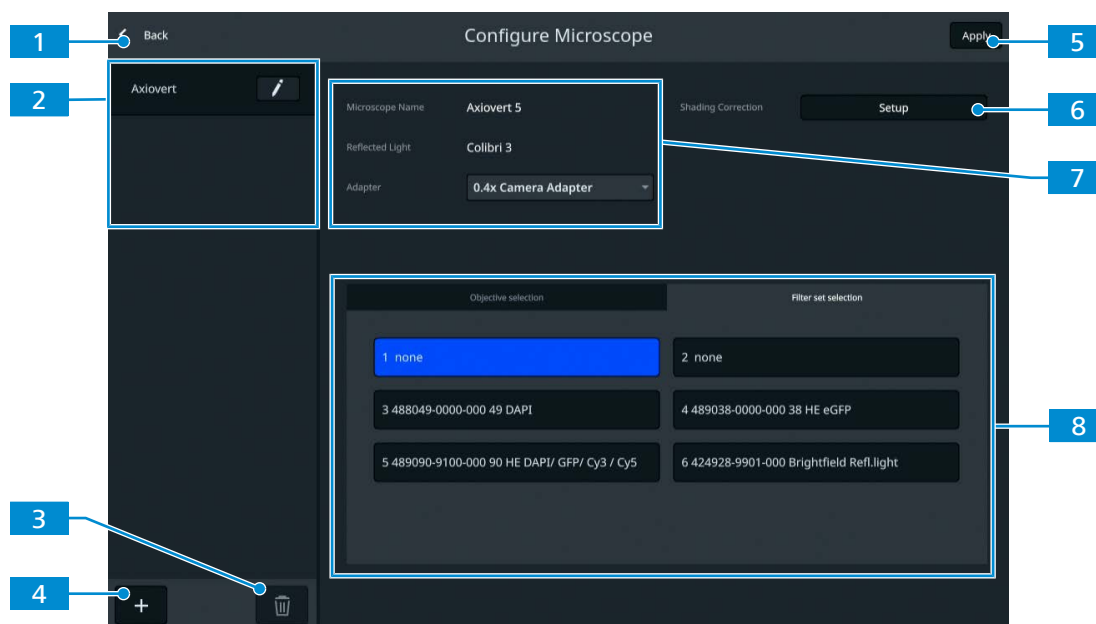 1
Back
Configure Microscope
Apply
5
2
Axiovert
Microscope Name Axiovert 5
Shading Correction Setup
6
Reflected Light Colibri 3
7
Adapter 0.4x Camera Adapter
Objective selection
Filter set selection
1 none
2 none
3 488049-0000-000 49 DAPI
4 489038-0000-000 38 HE eGFP
8
5 489090-9100-000 90 HE DAPI/ GFP/ Cy3 / Cy5
6 424928-9901-000 Brightfield Refl.light
3
4
+